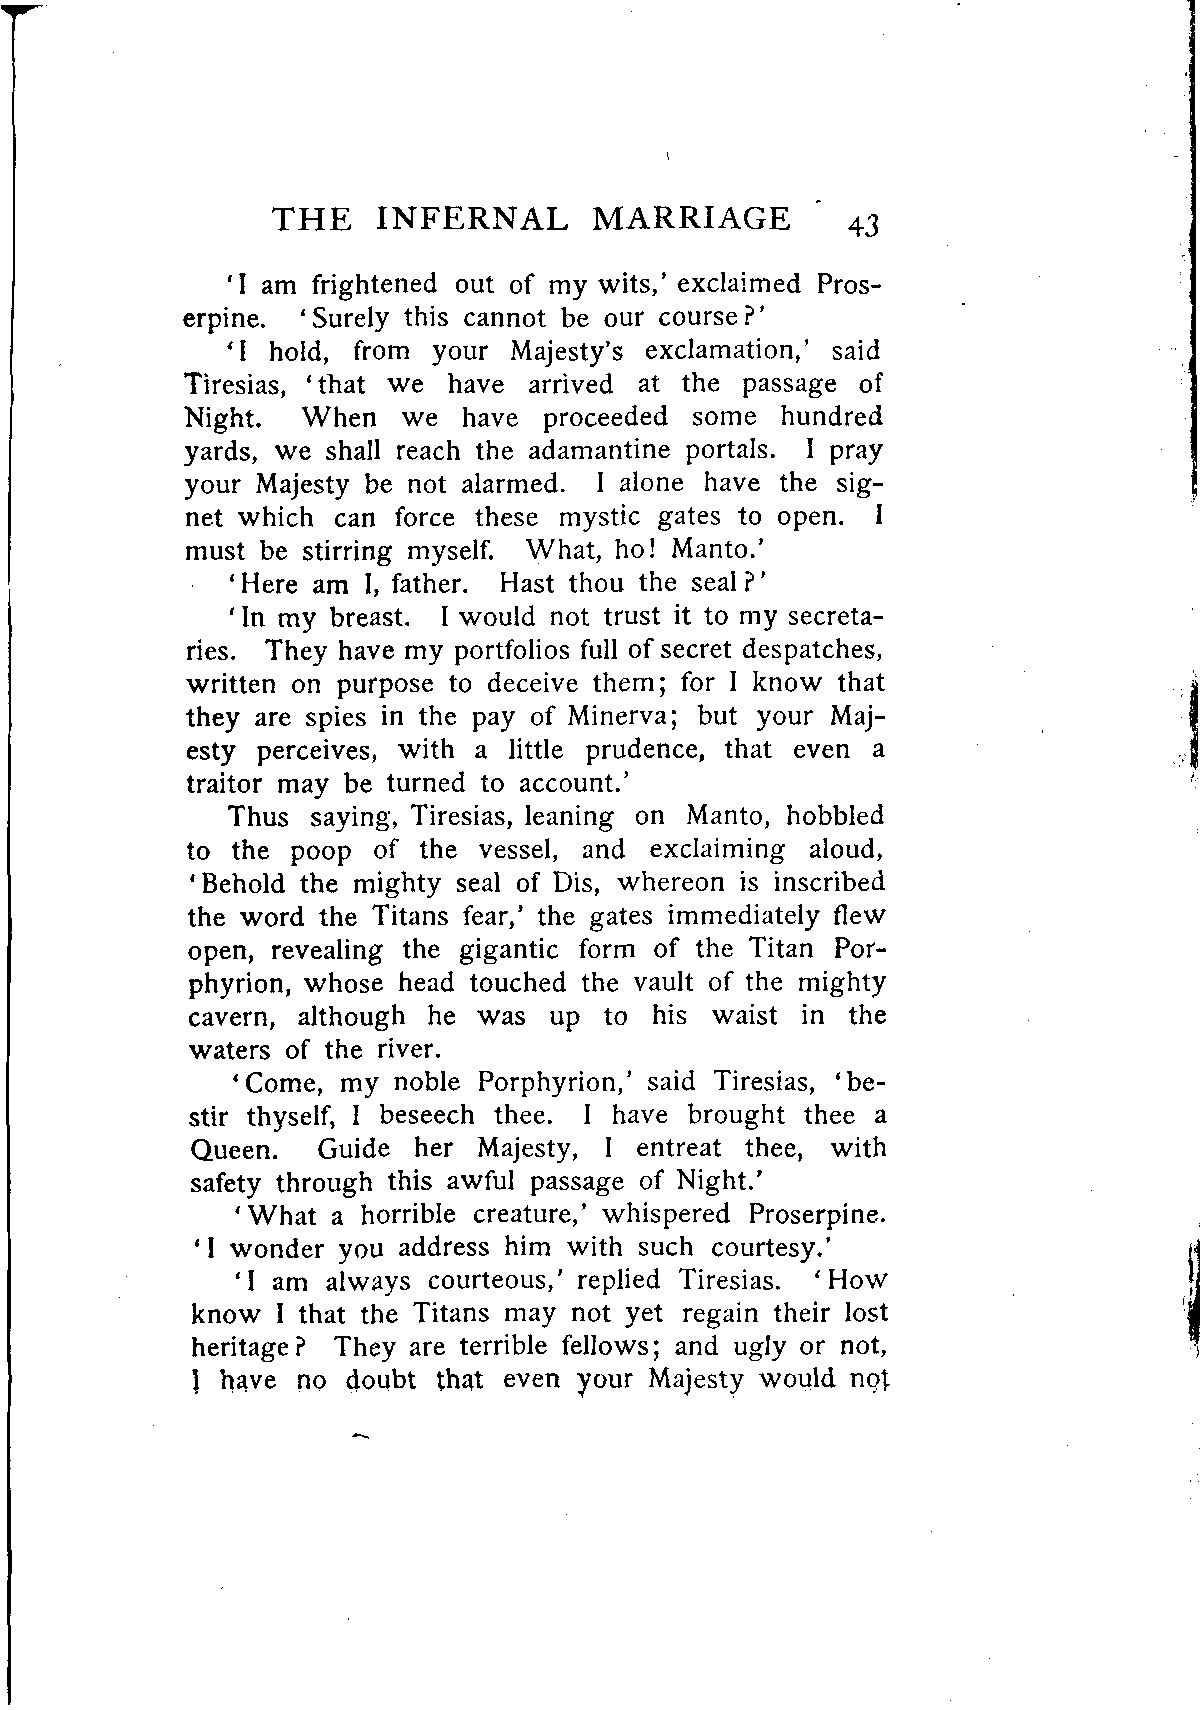 THE INFERNAL MARRIAGE 43
'I am frightened out of my wits,' exclaimed Pros-
erpine. 'Surely this cannot be our course?'
'I hold, from your Majesty's exclamation,' said
Tiresias, 'that we have arrived at the passage of
Night. When we have proceeded some hundred
yards, we shall reach the adamantine portals. I pray
your Majesty be not alarmed. I alone have the sig-
net which can force these mystic gates to open. I
must be stirring myself. What, ho! Manto.'
'Here am I, father. Hast thou the seal?'
'In my breast. I would not trust it to my secreta-
ries. They have my portfolios full of secret despatches,
written on purpose to deceive them; for I know that
they are spies in the pay of Minerva; but your Maj-
esty perceives, with a little prudence, that even a
traitor may be turned to account.'
Thus saying, Tiresias, leaning on Manto, hobbled
to the poop of the vessel, and exclaiming aloud,
'Behold the mighty seal of Dis, whereon is inscribed
the word the Titans fear,' the gates immediately flew
open, revealing the gigantic form of the Titan Por-
phyrion, whose head touched the vault of the mighty
cavern, although he was up to his waist in the
waters of the river.
'Come, my noble Porphyrion,' said Tiresias, 'be-
stir thyself, I beseech thee. I have brought thee a
Queen. Guide her Majesty, I entreat thee, with
safety through this awful passage of Night.'
'What a horrible creature,' whispered Proserpine.
'I wonder you address him with such courtesy.'
'I am always courteous,' replied Tiresias. 'How
know I that the Titans may not yet regain their lost
heritage? They are terrible fellows; and ugly or not,
I have no doubt that even your Majesty would not